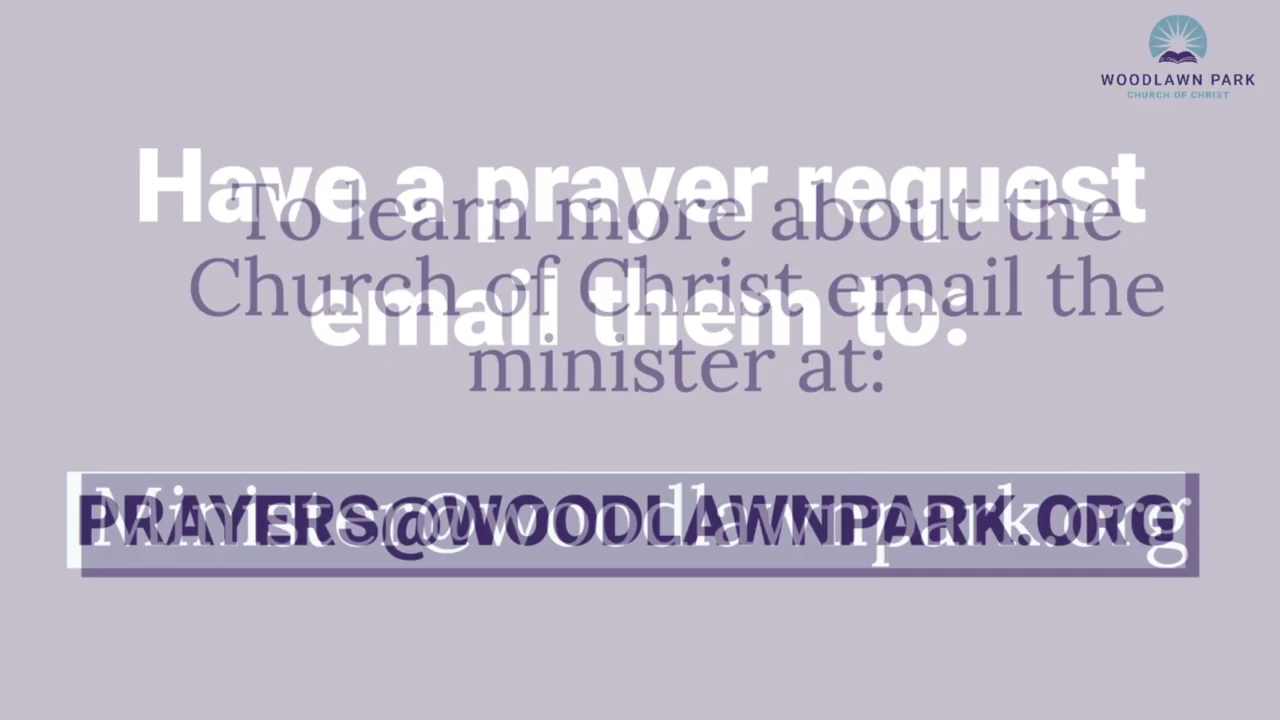 WOODLAWN PARK
CHURCH OF CHRIST
Have a prayer request
email them to:
PRAYERS@WOODLAWNPARK.ORG
To learn more about the
Church of Christ email the
minister at:
Minister@woodlawnpark.org